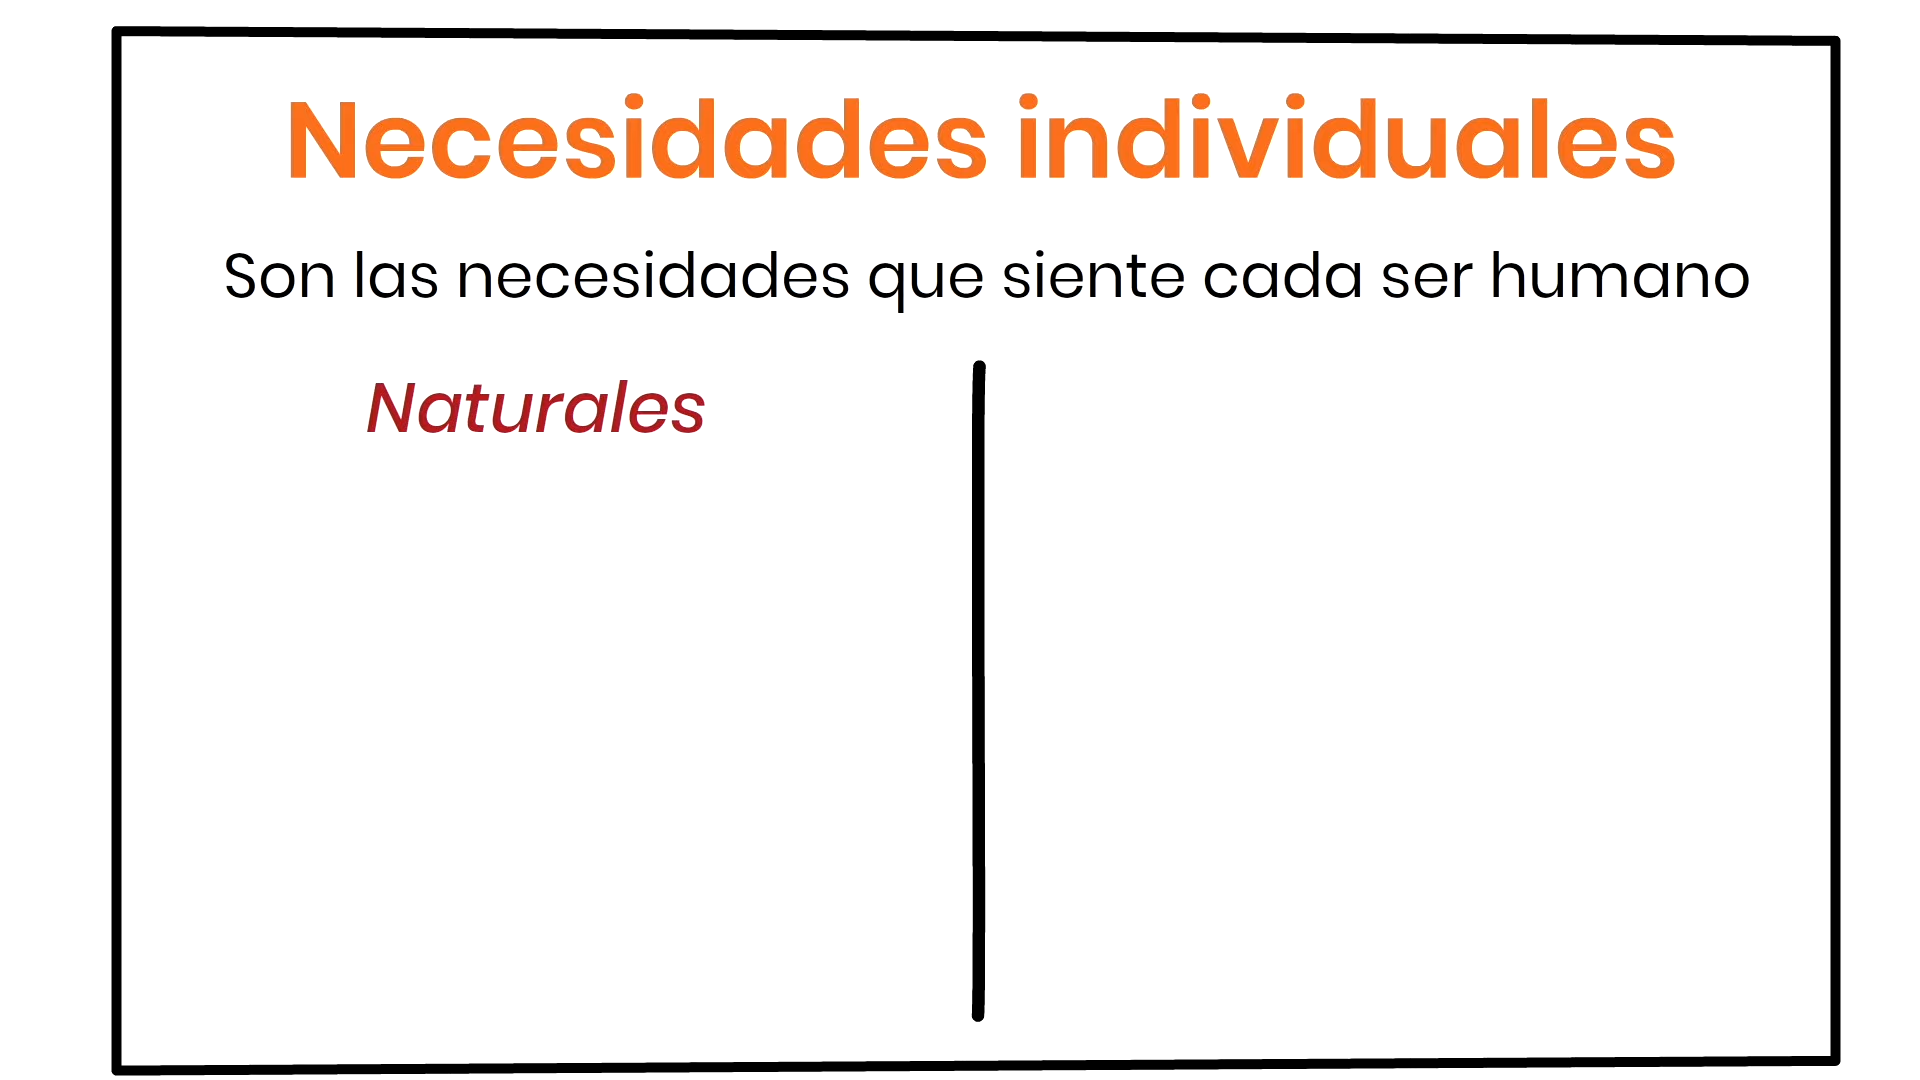 Necesidades individuales
Son las necesidades que siente cada ser humano
Naturales